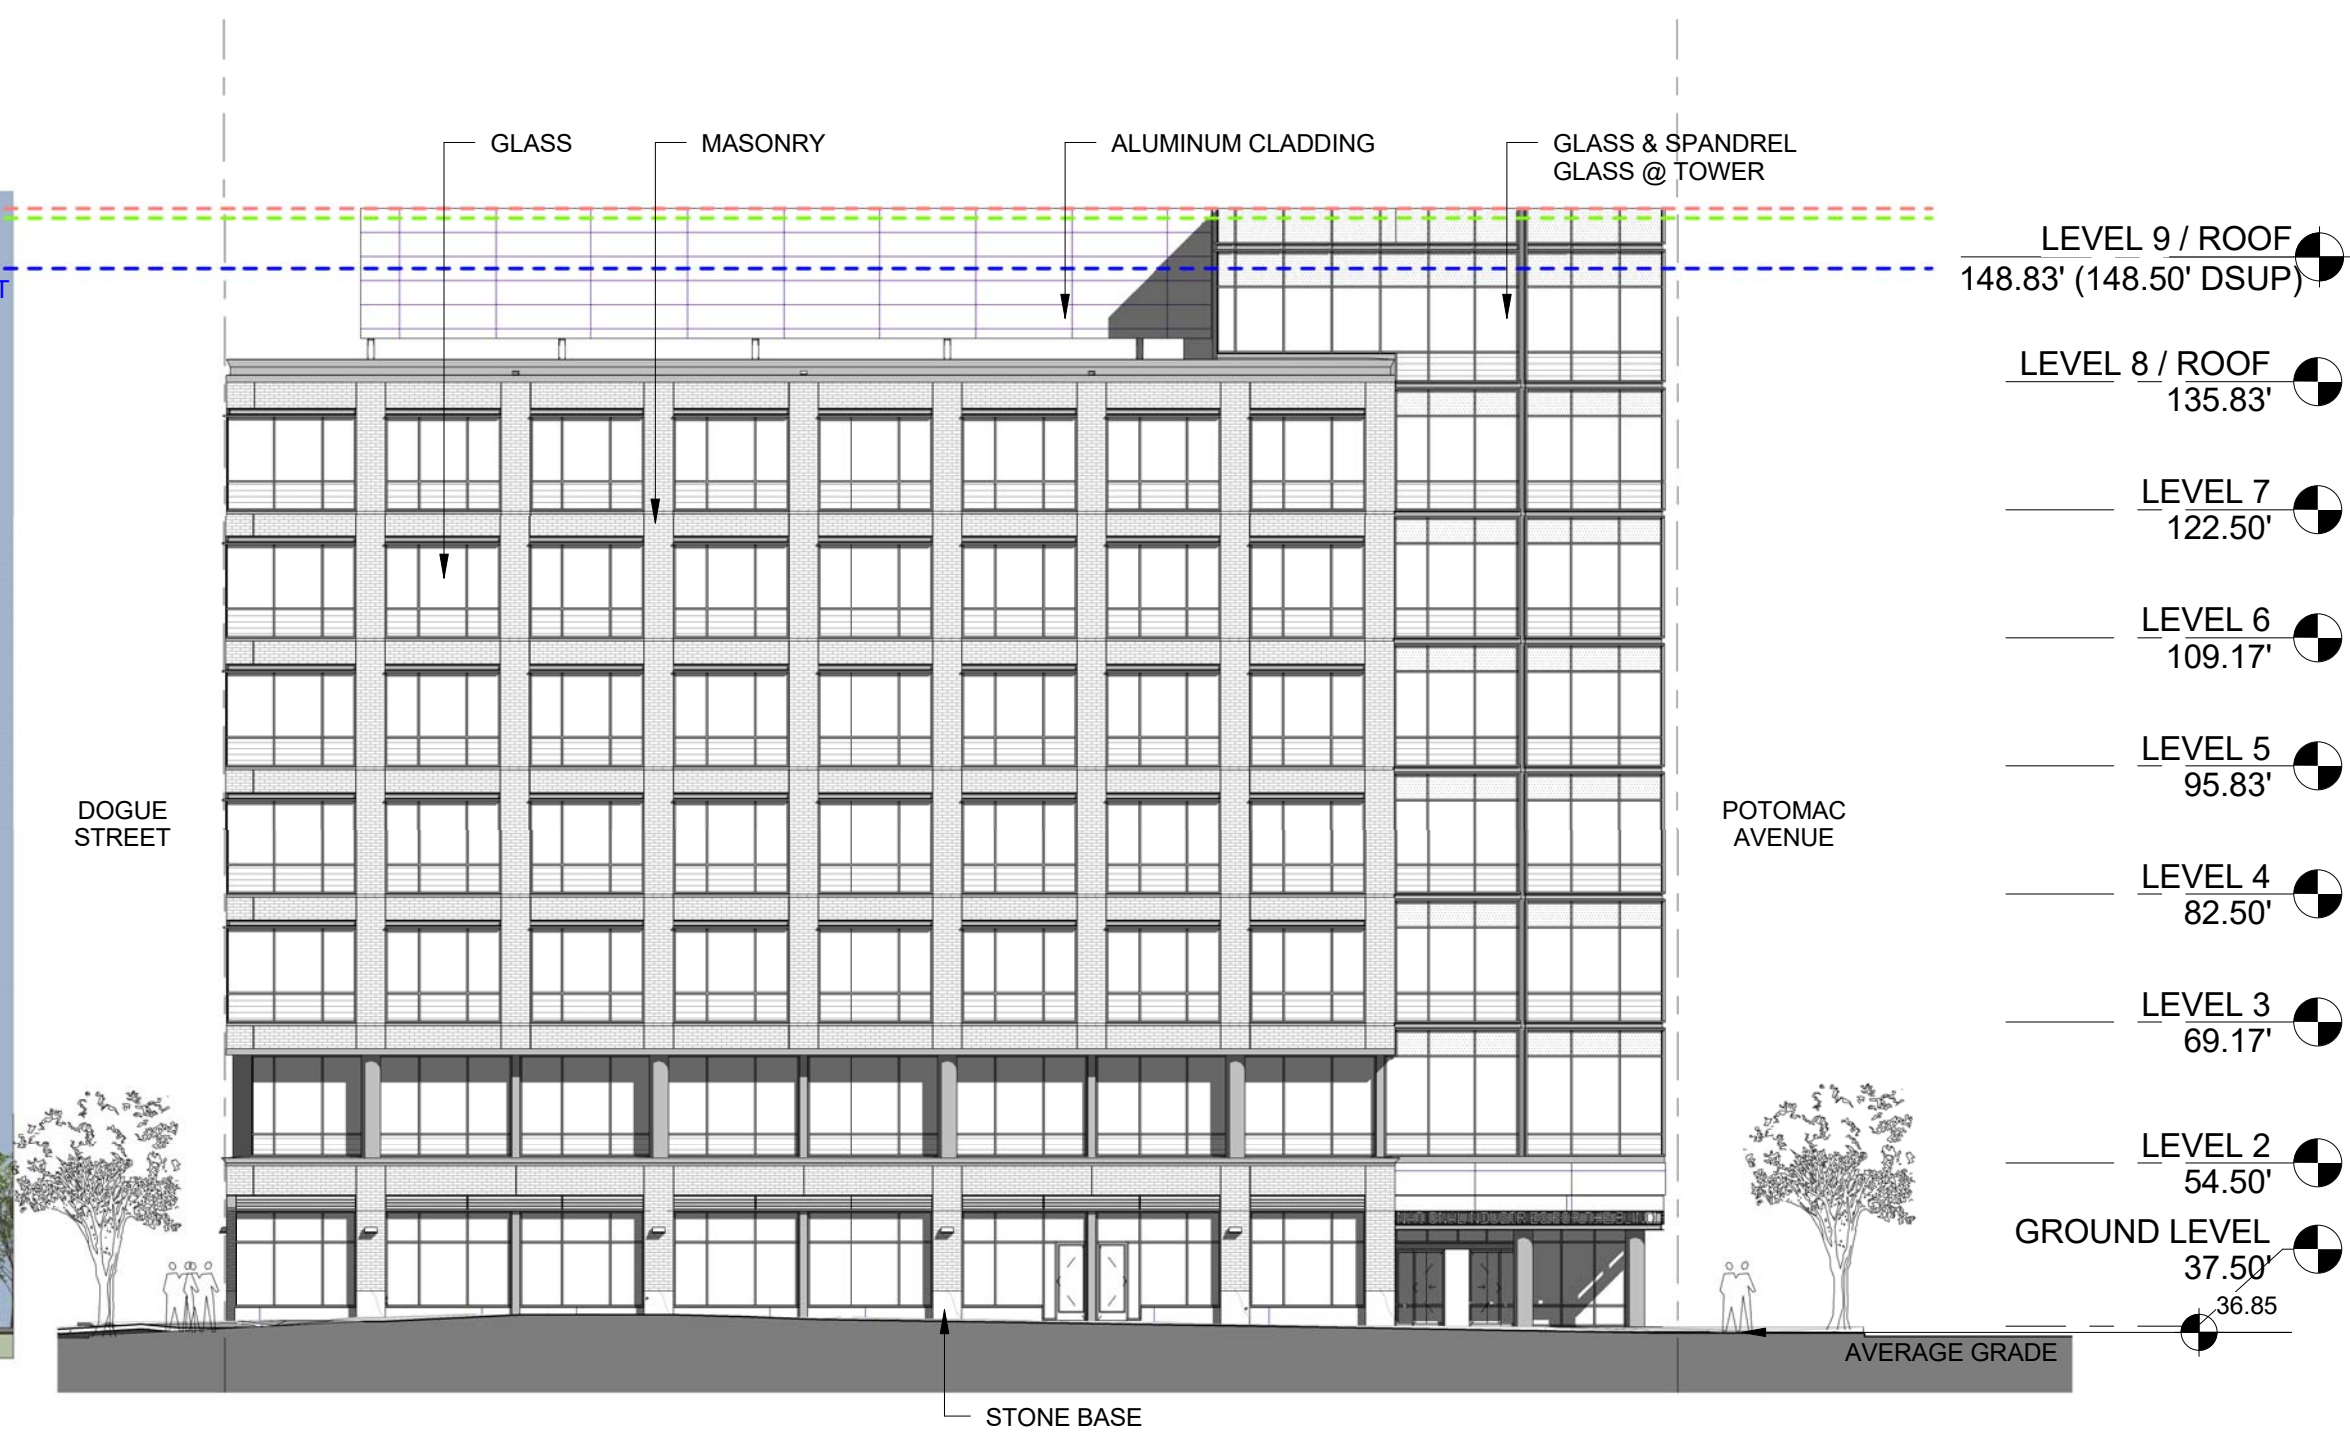 GLASS
MASONRY
ALUMINUM CLADDING
GLASS & SPANDREL
GLASS @ TOWER
LEVEL 9 / ROOF
148.83' (148.50' DSUP)
T
LEVEL 8 / ROOF
135.83'
LEVEL 7
122.50'
LEVEL 6
109.17'
LEVEL 5
95.83'
DOGUE
STREET
POTOMAC
AVENUE
LEVEL 4
82.50'
LEVEL 3
69.17'
LEVEL 2
54.50'
GROUND LEVEL
37.50'
36.85
AVERAGE GRADE
STONE BASE